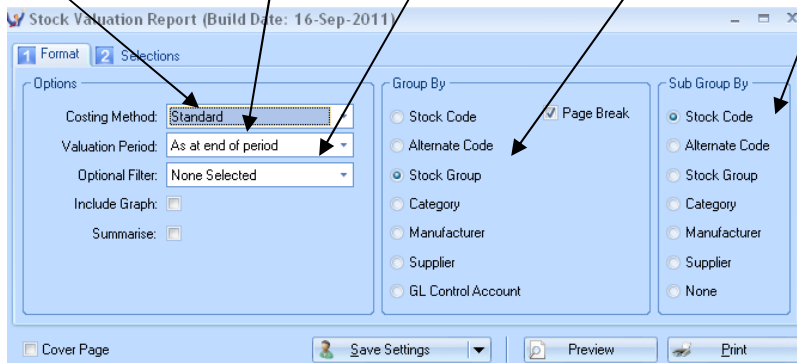 Stock Valuation Report (Build Date: 16-Sep-2011)
1 Format 2 Selections
Options
Costing Method: Standard
Valuation Period: As at end of period
Optional Filter: None Selected
Include Graph:
Summarise:
Group By
Stock Code Page Break
Alternate Code
Stock Group
Category
Manufacturer
Supplier
GL Control Account
Sub Group By
Stock Code
Alternate Code
Stock Group
Category
Manufacturer
Supplier
None
Cover Page Save Settings Preview Print